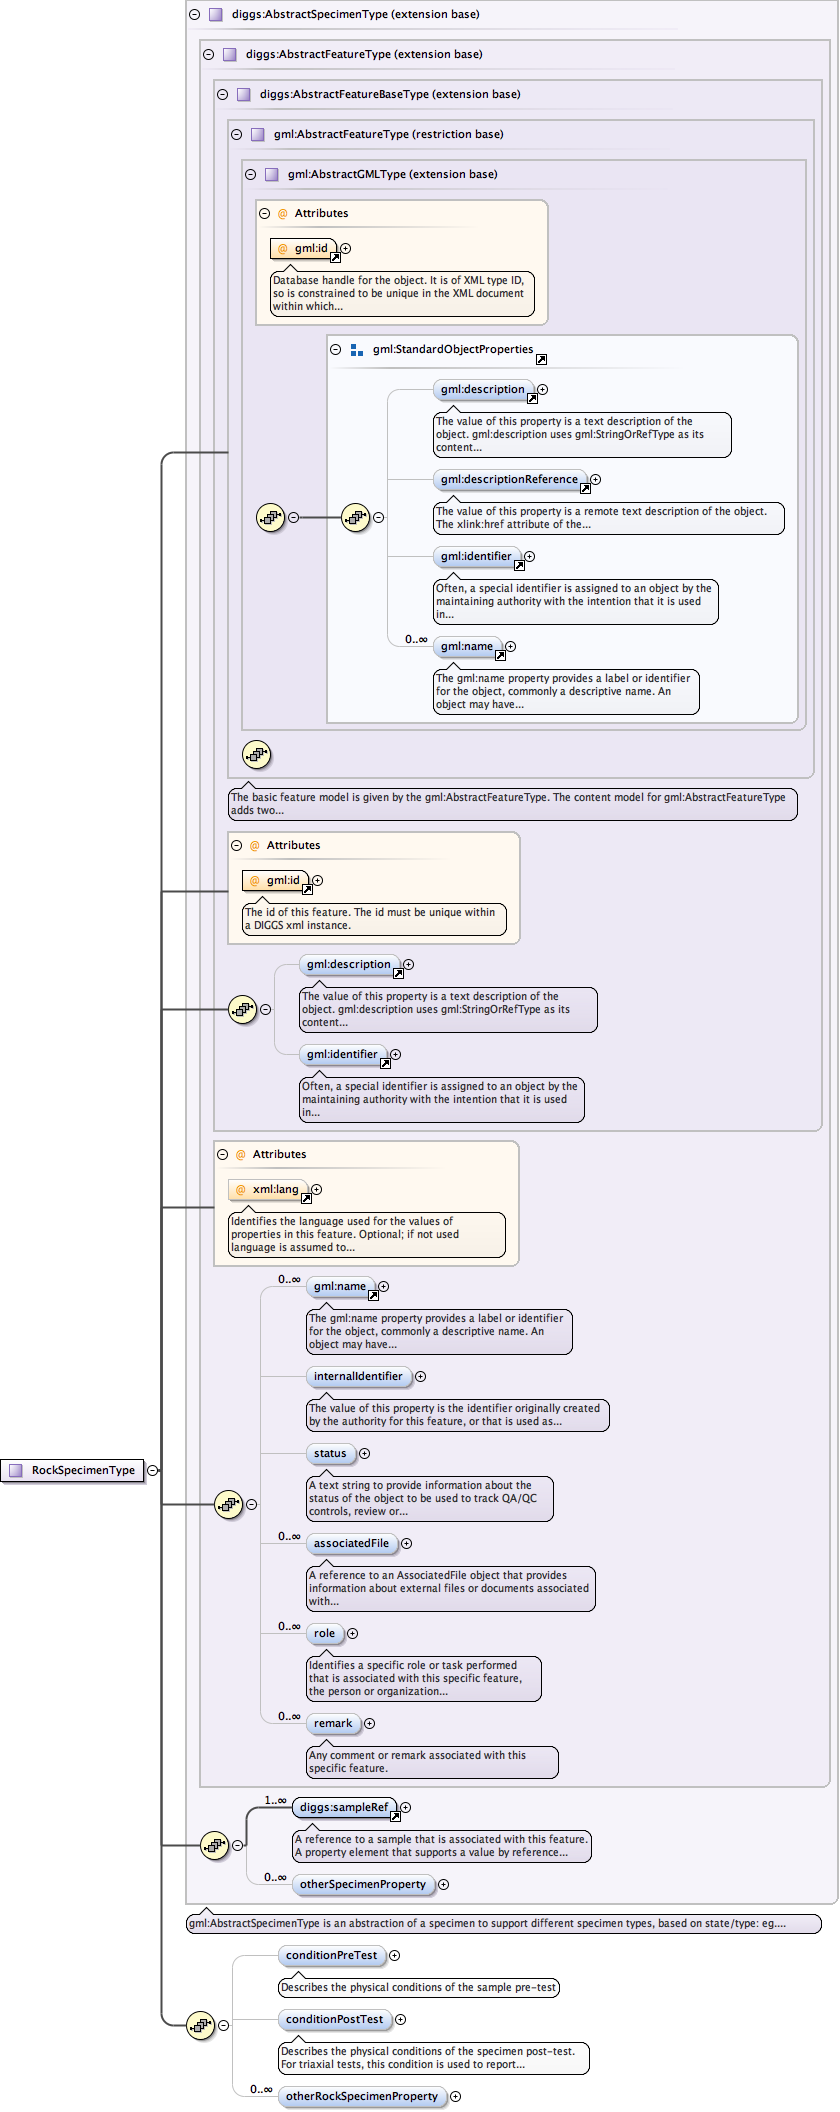 diggs:AbstractSpecimenType (extension base)
diggs:AbstractFeatureType (extension base)
diggs:AbstractFeatureBaseType (extension base)
gml:AbstractFeatureType (restriction base)
gml:AbstractGMLType (extension base)
@ Attributes
@ gml:id
Database handle for the object. It is of XML type ID,
so is constrained to be unique in the XML document
within which...
gml:StandardObjectProperties
gml:description
The value of this property is a text description of the
object. gml:description uses gml:StringOrRefType as its
content...
gml:descriptionReference
The value of this property is a remote text description of the object.
The xlink:href attribute of the...
gml:identifier
Often, a special identifier is assigned to an object by the
maintaining authority with the intention that it is used
in...
0..∞
gml:name
The gml:name property provides a label or identifier
for the object, commonly a descriptive name. An
object may have...
The basic feature model is given by the gml:AbstractFeatureType. The content model for gml:AbstractFeatureType
adds two...
@ Attributes
@ gml:id
The id of this feature. The id must be unique within
a DIGGS xml instance.
gml:description
The value of this property is a text description of the
object. gml:description uses gml:StringOrRefType as its
content...
gml:identifier
Often, a special identifier is assigned to an object by the
maintaining authority with the intention that it is used
in...
@ Attributes
@ xml:lang
Identifies the language used for the values of
properties in this feature. Optional; if not used
language is assumed to...
0..∞
gml:name
The gml:name property provides a label or identifier
for the object, commonly a descriptive name. An
object may have...
internalIdentifier
The value of this property is the identifier originally created
by the authority for this feature, or that is used as...
status
A text string to provide information about the
status of the object to be used to track QA/QC
controls, review or...
RockSpecimenType
0..∞
associatedFile
A reference to an AssociatedFile object that provides
information about external files or documents associated
with...
0..∞
role
Identifies a specific role or task performed
that is associated with this specific feature,
the person or organization...
0..∞
remark
Any comment or remark associated with this
specific feature.
1..∞
diggs:sampleRef
A reference to a sample that is associated with this feature.
A property element that supports a value by reference...
0..∞
otherSpecimenProperty
gml:AbstractSpecimenType is an abstraction of a specimen to support different specimen types, based on state/type: eg....
conditionPreTest
Describes the physical conditions of the sample pre-test
conditionPostTest
Describes the physical conditions of the specimen post-test.
For triaxial tests, this condition is used to report...
0..∞
otherRockSpecimenProperty